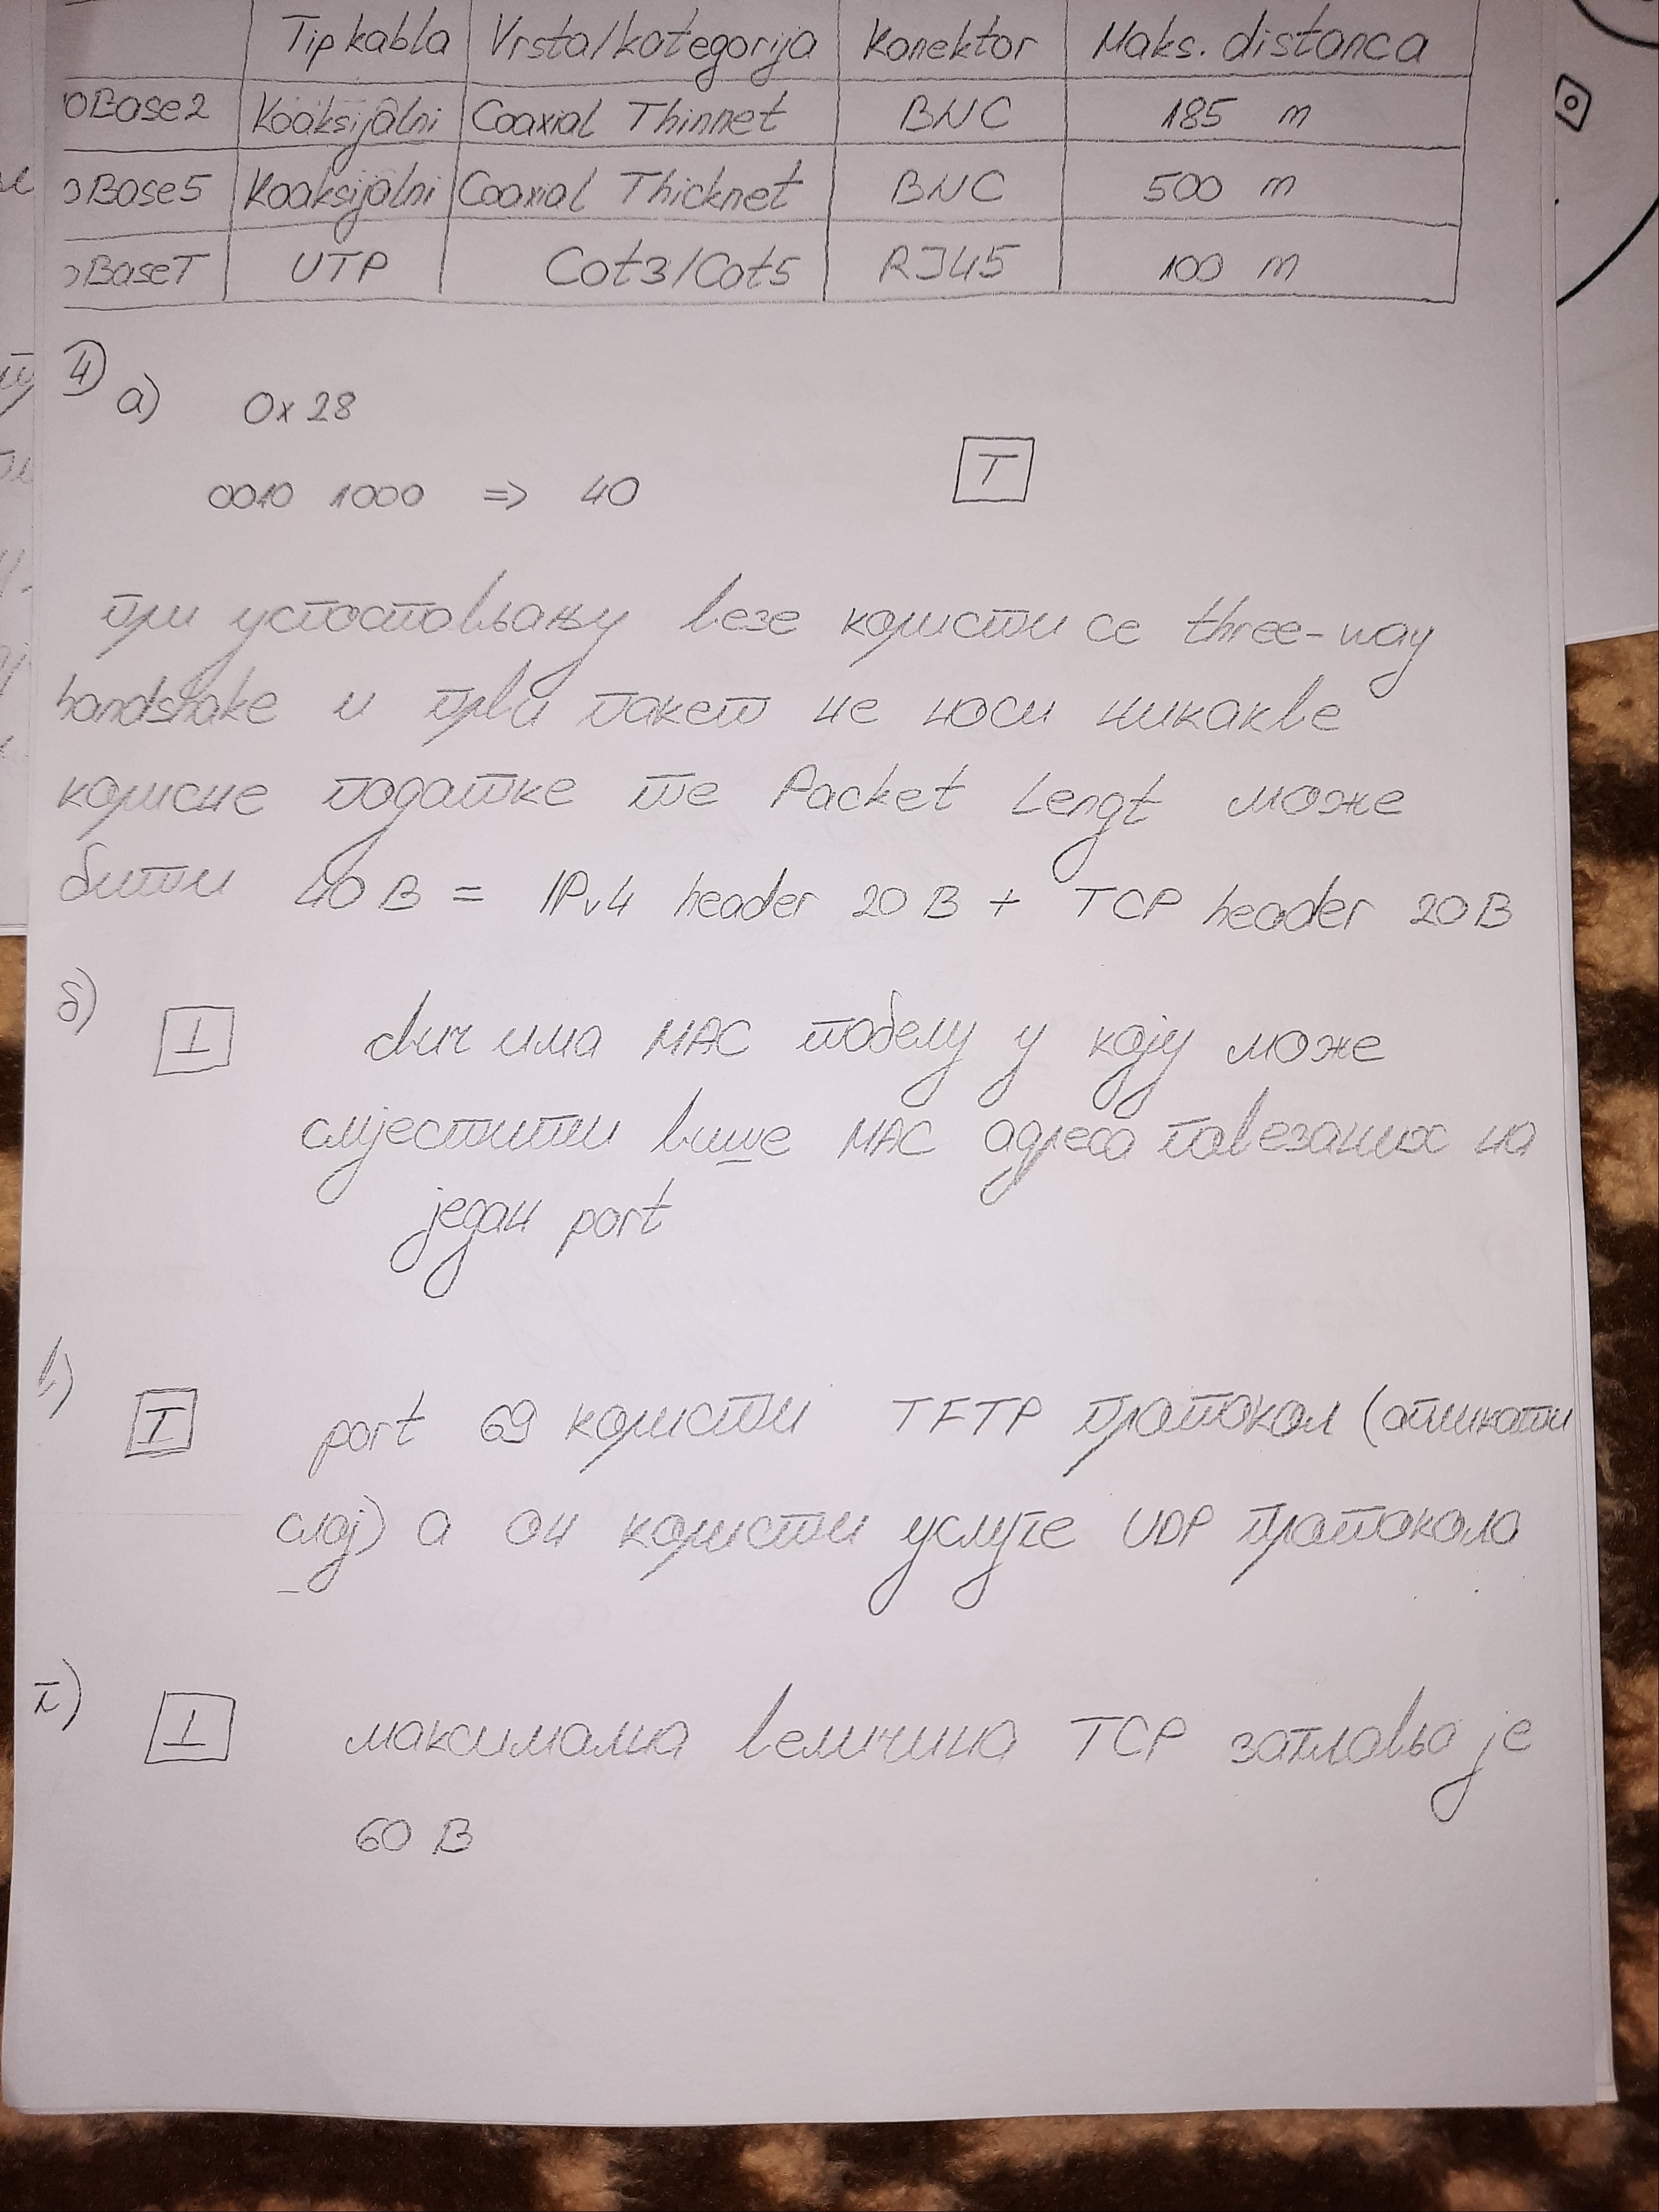 Tip kabla Vrsta/kategorija Konektor Maks. distanca
0Base2 Koaksijalni Coaxial Thinnet BNC 185 m
Base5 Koaksijalni Coaxial Thicknet BNC 500 m
BaseT UTP Cat3/Cat5 RJ45 100 m
4) а) 0x28
0010 1000 => 40 T
при успостављању везе користи се three-way
handshake и први пакет не носи никакве
корисне податке те Packet Lengt може
бити 40 B = IPv4 header 20 B + TCP header 20 B
б) ⊥ свич има MAC табелу у коју може
смјестити више MAC адреса повезаних на
један port
в) port 69 користи TFTP протокол (апликати
слој) а он користи услуге UDP протокола
г) ⊥ максимална величина TCP заглавља је
60 B